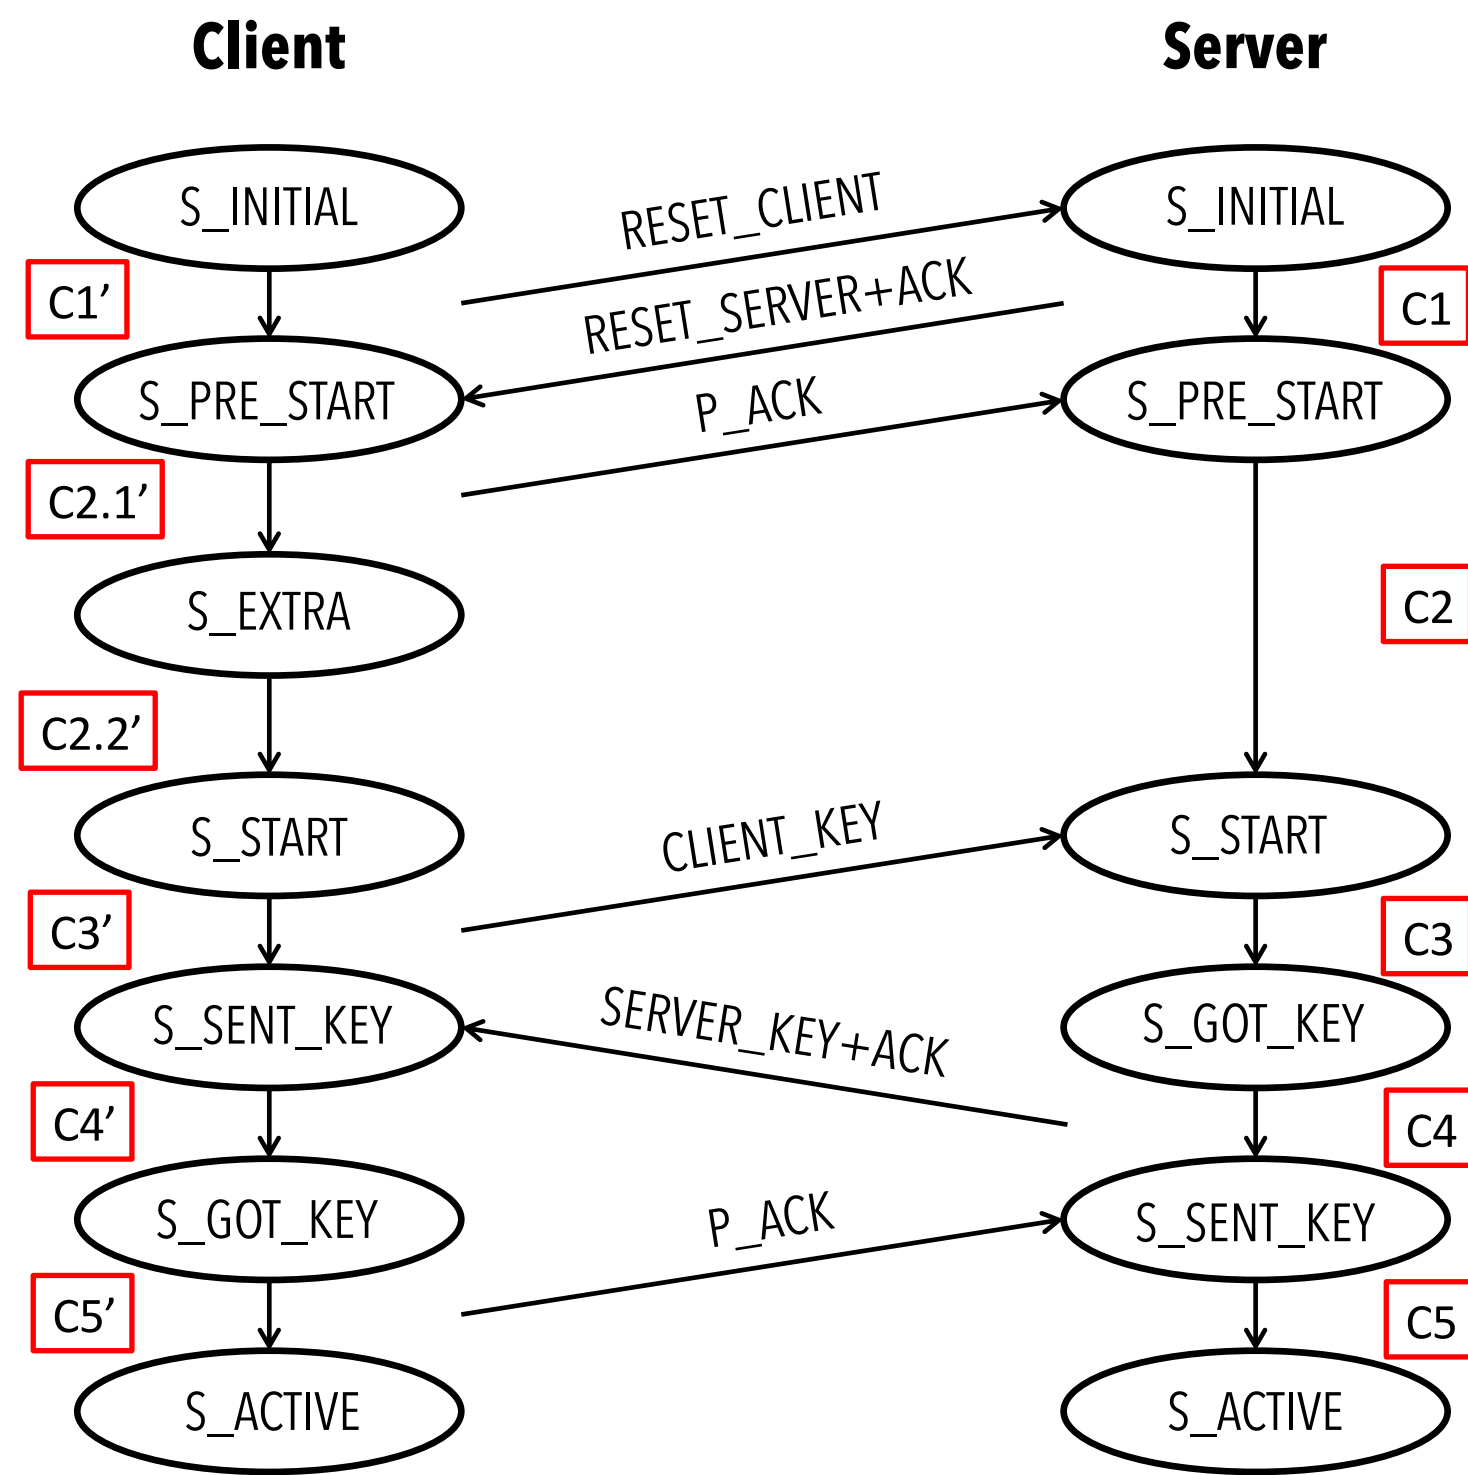 Client
Server
S_INITIAL
RESET_CLIENT
S_INITIAL
C1’
RESET_SERVER+ACK
C1
S_PRE_START
P_ACK
S_PRE_START
C2.1’
S_EXTRA
C2
C2.2’
S_START
CLIENT_KEY
S_START
C3’
C3
S_SENT_KEY
SERVER_KEY+ACK
S_GOT_KEY
C4’
C4
S_GOT_KEY
P_ACK
S_SENT_KEY
C5’
C5
S_ACTIVE
S_ACTIVE